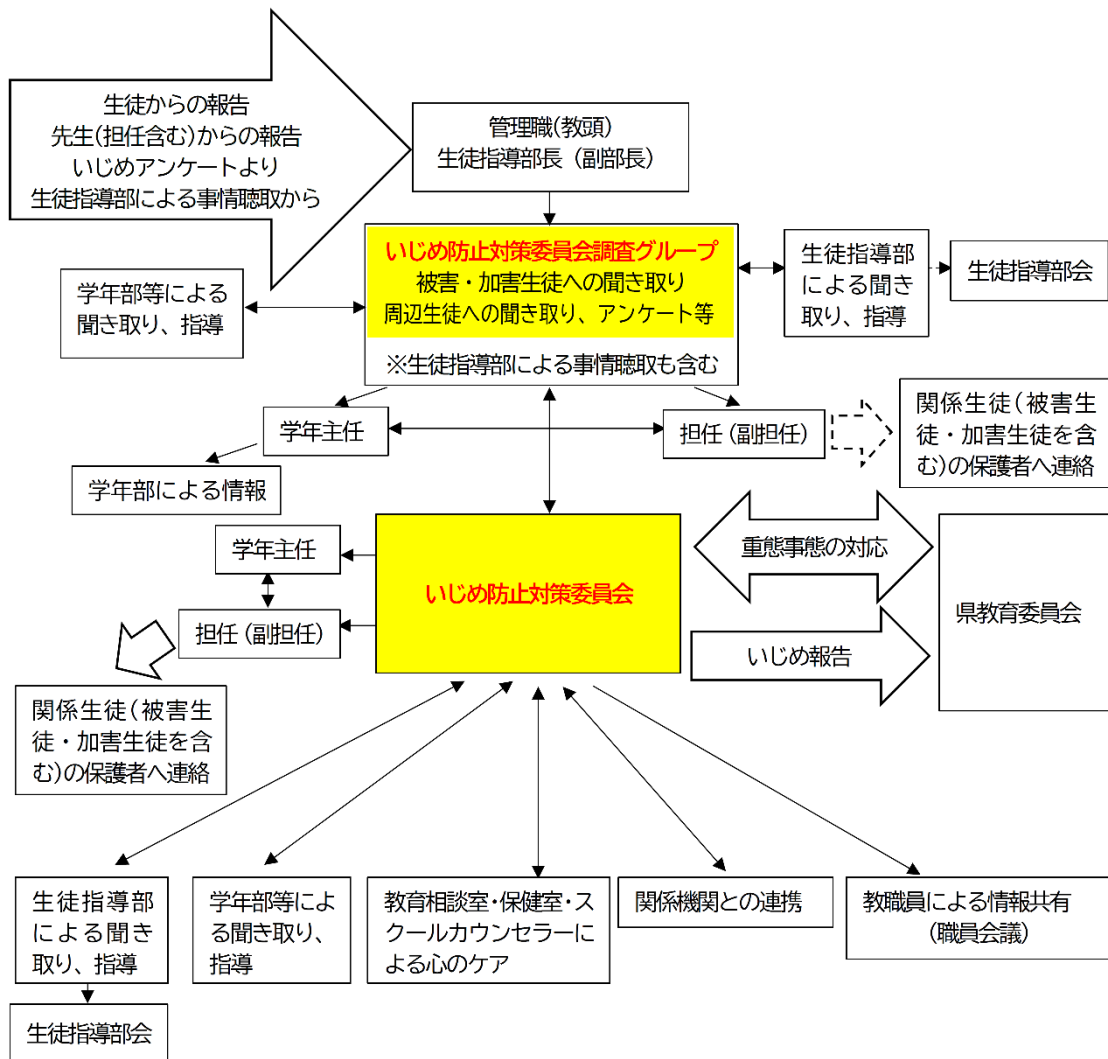 生徒からの報告
先生(担任含む)からの報告
いじめアンケートより
生徒指導部による事情聴取から
管理職(教頭)
生徒指導部長（副部長）
いじめ防止対策委員会調査グループ
被害・加害生徒への聞き取り
周辺生徒への聞き取り、アンケート等
※生徒指導部による事情聴取も含む
学年部等による
聞き取り、指導
生徒指導部
による聞き
取り、指導
生徒指導部会
学年主任
担任（副担任）
関係生徒（被害生
徒・加害生徒を含
む)の保護者へ連絡
学年部による情報
学年主任
担任（副担任）
いじめ防止対策委員会
重態事態の対応
いじめ報告
県教育委員会
関係生徒（被害生
徒・加害生徒を含
む)の保護者へ連絡
生徒指導部
による聞き
取り、指導
生徒指導部会
学年部等によ
る聞き取り、
指導
教育相談室・保健室・ス
クールカウンセラーに
よる心のケア
関係機関との連携
教職員による情報共有
（職員会議）